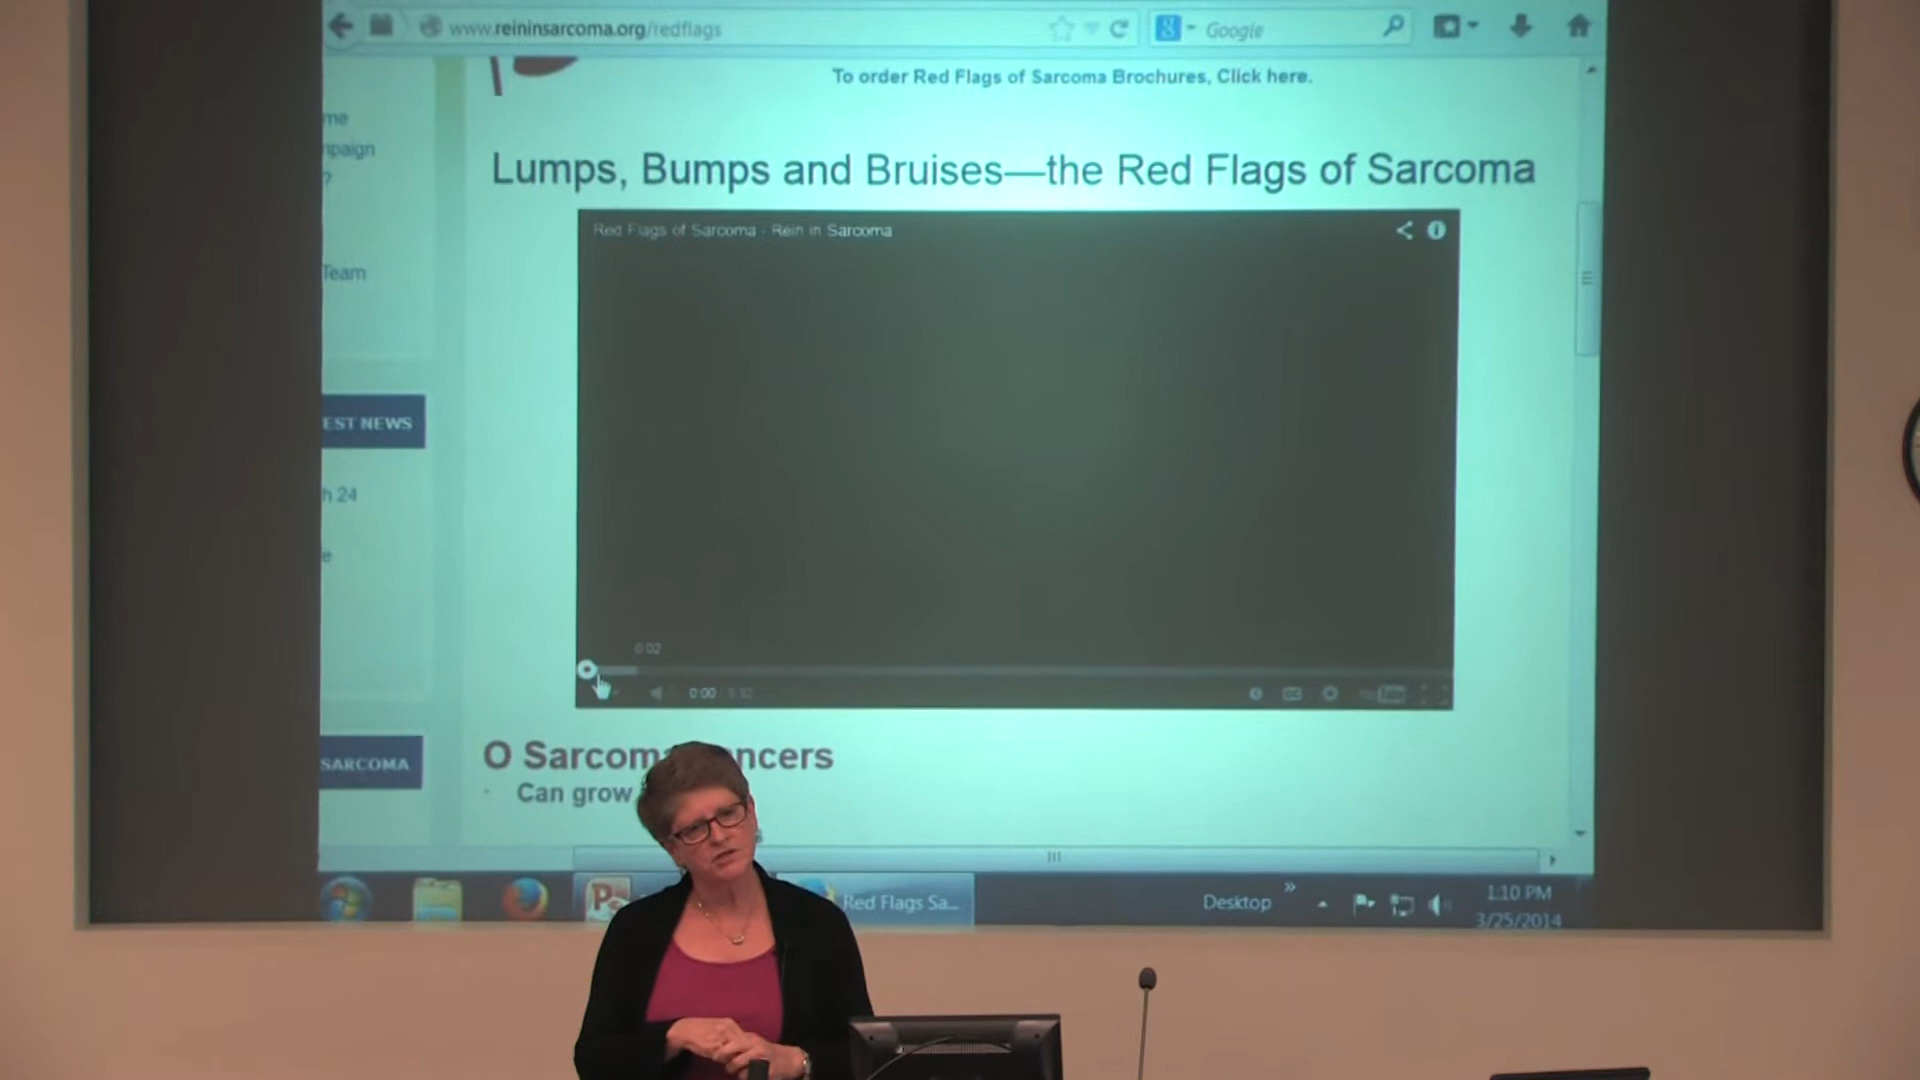 www.reininsarcoma.org/redflags
Google
To order Red Flags of Sarcoma Brochures, Click here.
me
mpaign
?
Lumps, Bumps and Bruises—the Red Flags of Sarcoma
Red Flags of Sarcoma - Rein in Sarcoma
Team
EST NEWS
h 24
e
0:02
0:00
SARCOMA
O Sarcoma ncers
Can grow
Red Flags Sa...
Desktop
1:10 PM
3/25/2014